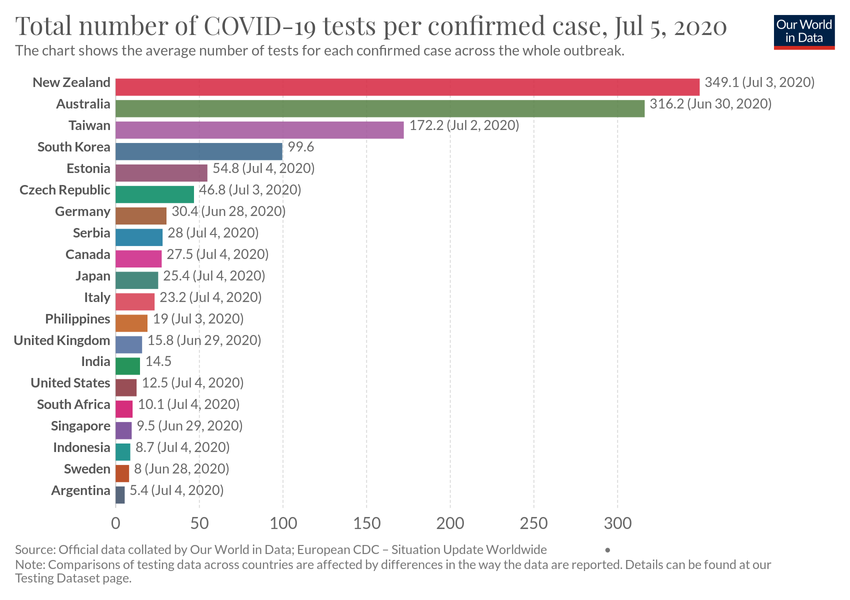 Total number of COVID-19 tests per confirmed case, Jul 5, 2020
Our World
in Data
The chart shows the average number of tests for each confirmed case across the whole outbreak.
New Zealand 349.1 (Jul 3, 2020)
Australia 316.2 (Jun 30, 2020)
Taiwan 172.2 (Jul 2, 2020)
South Korea 99.6
Estonia 54.8 (Jul 4, 2020)
Czech Republic 46.8 (Jul 3, 2020)
Germany 30.4 (Jun 28, 2020)
Serbia 28 (Jul 4, 2020)
Canada 27.5 (Jul 4, 2020)
Japan 25.4 (Jul 4, 2020)
Italy 23.2 (Jul 4, 2020)
Philippines 19 (Jul 3, 2020)
United Kingdom 15.8 (Jun 29, 2020)
India 14.5
United States 12.5 (Jul 4, 2020)
South Africa 10.1 (Jul 4, 2020)
Singapore 9.5 (Jun 29, 2020)
Indonesia 8.7 (Jul 4, 2020)
Sweden 8 (Jun 28, 2020)
Argentina 5.4 (Jul 4, 2020)
0 50 100 150 200 250 300
Source: Official data collated by Our World in Data; European CDC – Situation Update Worldwide •
Note: Comparisons of testing data across countries are affected by differences in the way the data are reported. Details can be found at our
Testing Dataset page.